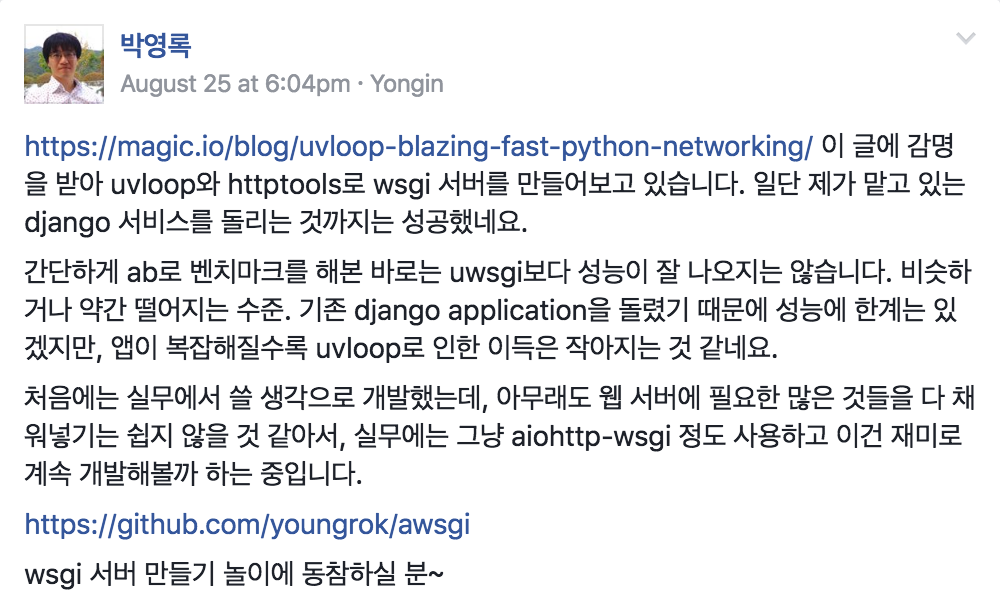 박영록
August 25 at 6:04pm · Yongin
https://magic.io/blog/uvloop-blazing-fast-python-networking/ 이 글에 감명
을 받아 uvloop와 httptools로 wsgi 서버를 만들어보고 있습니다. 일단 제가 맡고 있는
django 서비스를 돌리는 것까지는 성공했네요.
간단하게 ab로 벤치마크를 해본 바로는 uwsgi보다 성능이 잘 나오지는 않습니다. 비슷하
거나 약간 떨어지는 수준. 기존 django application을 돌렸기 때문에 성능에 한계는 있
겠지만, 앱이 복잡해질수록 uvloop로 인한 이득은 작아지는 것 같네요.
처음에는 실무에서 쓸 생각으로 개발했는데, 아무래도 웹 서버에 필요한 많은 것들을 다 채
워넣기는 쉽지 않을 것 같아서, 실무에는 그냥 aiohttp-wsgi 정도 사용하고 이건 재미로
계속 개발해볼까 하는 중입니다.
https://github.com/youngrok/awsgi
wsgi 서버 만들기 놀이에 동참하실 분~